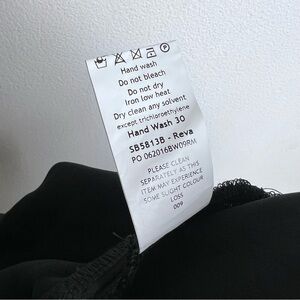 Hand wash
Do not bleach
Do not dry
Iron low heat
Dry clean any solvent
except trichloroethylene
Hand Wash 30
SB5813B - Reva
PO 062016BW09RM
PLEASE CLEAN
SEPARATELY AS THIS
ITEM MAY EXPERIENCE
SOME SLIGHT COLOUR
LOSS
009